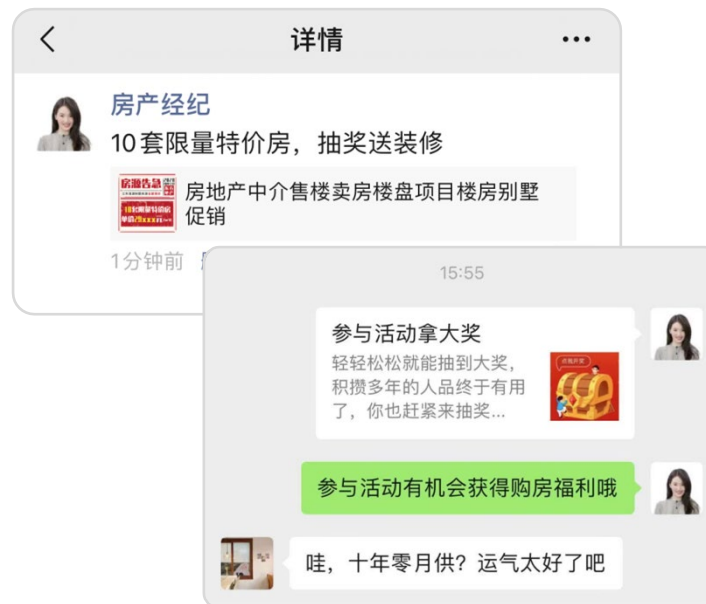 详情
房产经纪
10套限量特价房，抽奖送装修
房源告急
房地产中介售楼卖房楼盘项目楼房别墅
促销
1分钟前
15:55
参与活动拿大奖
轻轻松松就能抽到大奖，
积攒多年的人品终于有用
了，你也赶紧来抽奖...
参与活动有机会获得购房福利哦
哇，十年零月供？运气太好了吧